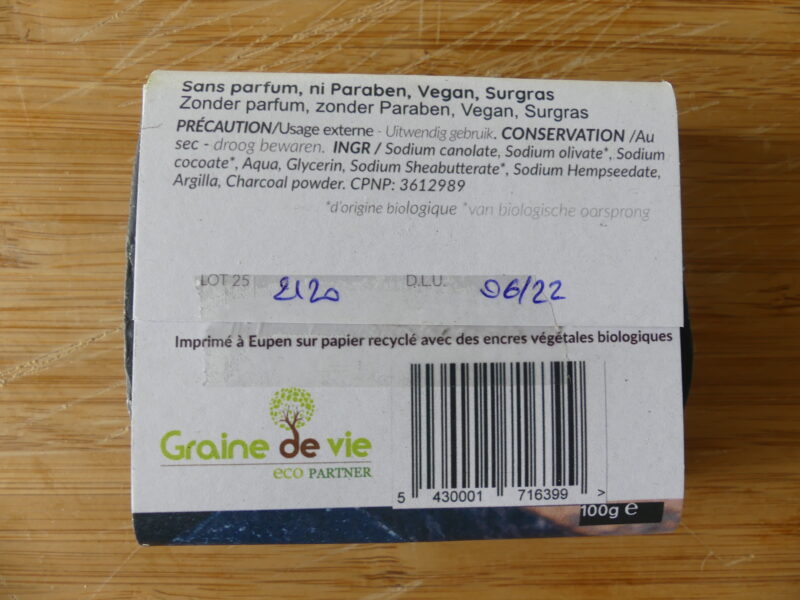 Sans parfum, ni Paraben, Vegan, Surgras
Zonder parfum, zonder Paraben, Vegan, Surgras
PRÉCAUTION/Usage externe - Uitwendig gebruik. CONSERVATION /Au
sec - droog bewaren. INGR / Sodium canolate, Sodium olivate*, Sodium
cocoate*, Aqua, Glycerin, Sodium Sheabutterate*, Sodium Hempseedate,
Argilla, Charcoal powder. CPNP: 3612989
*d'origine biologique *van biologische oorsprong
LOT 25 2120 D.L.U. 06/22
Imprimé à Eupen sur papier recyclé avec des encres végétales biologiques
Graine de vie
eco PARTNER
5 430001 716399 >
100g e